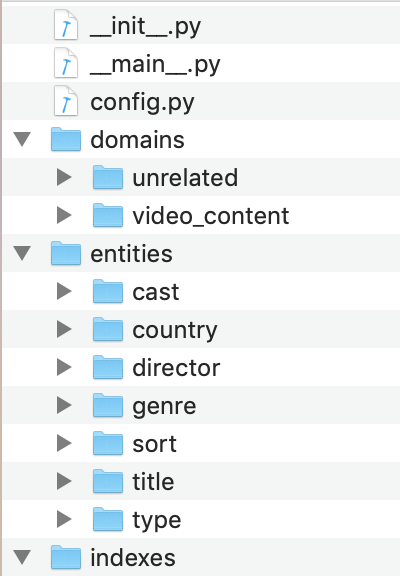 __init__.py
__main__.py
config.py
domains
unrelated
video_content
entities
cast
country
director
genre
sort
title
type
indexes